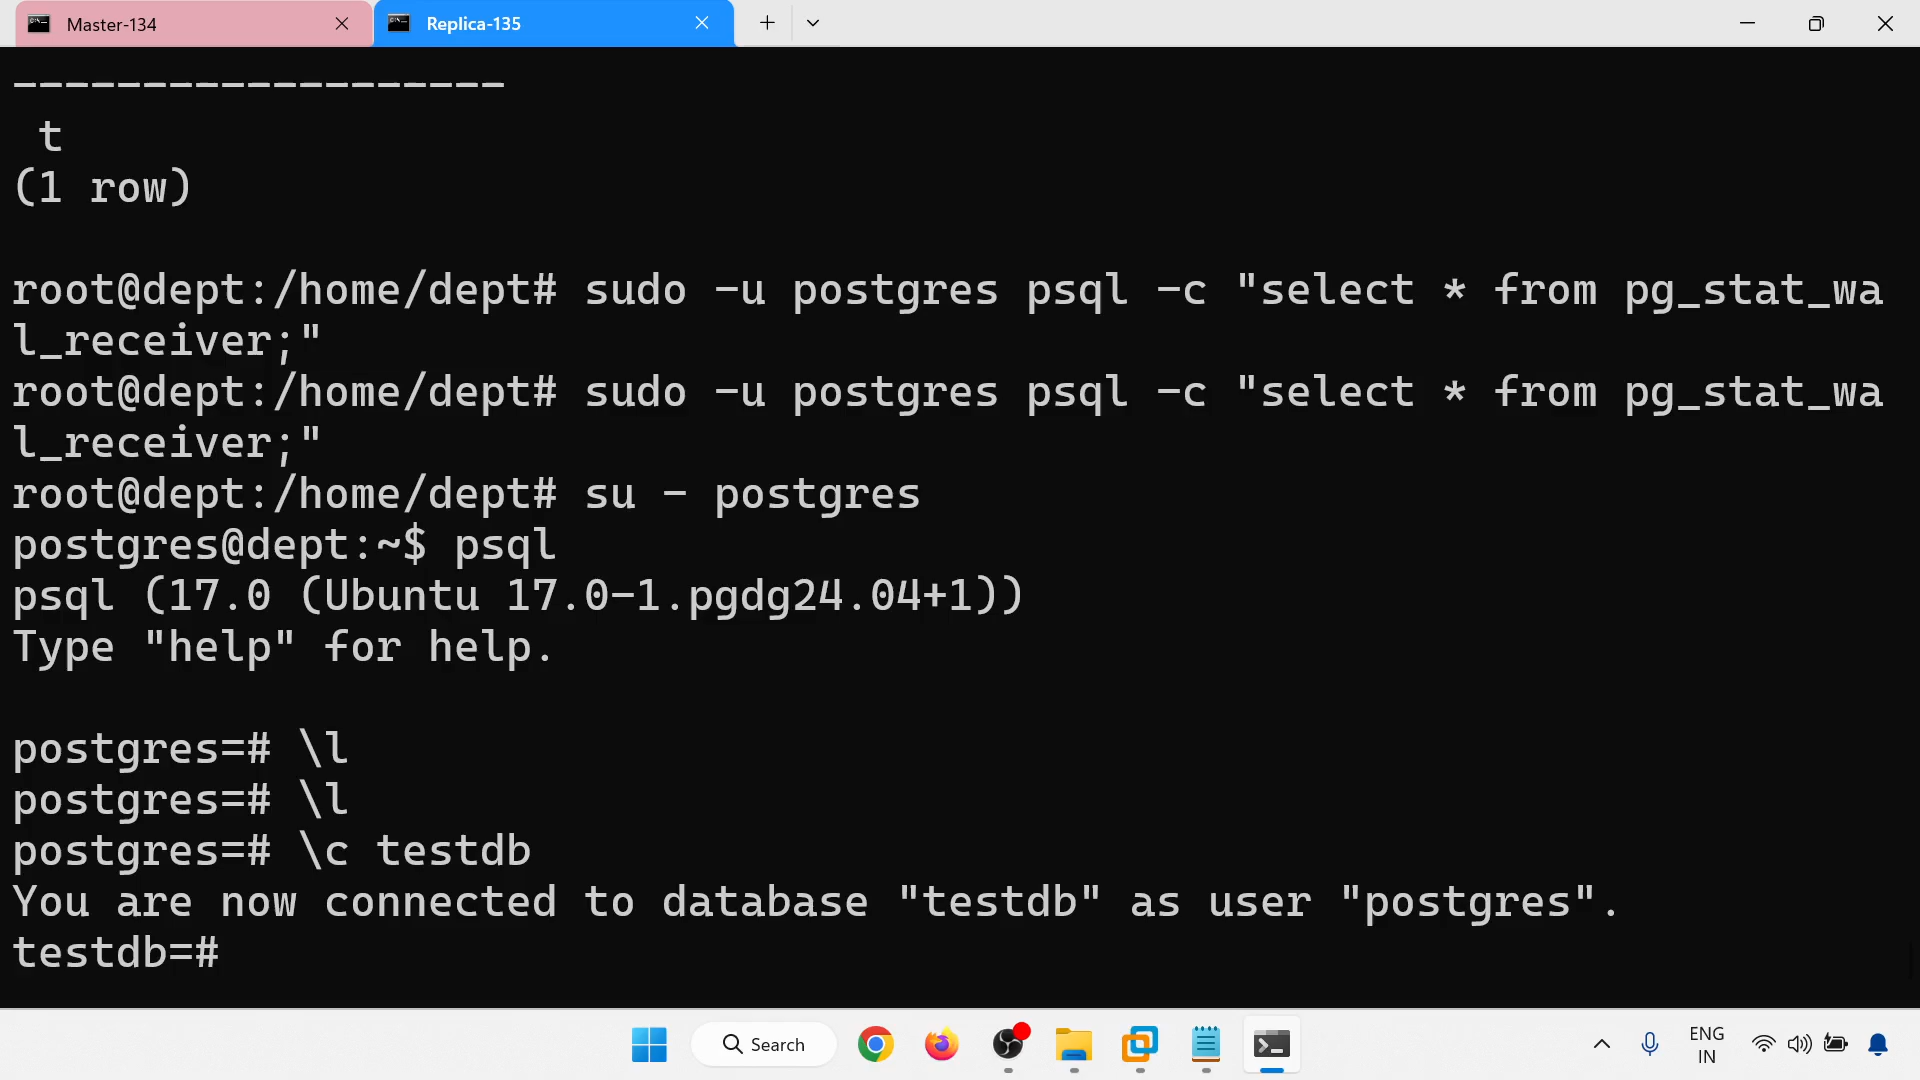 Master-134
Replica-135
-------------------
t
(1 row)
root@dept:/home/dept# sudo -u postgres psql -c "select * from pg_stat_wa
l_receiver;"
root@dept:/home/dept# sudo -u postgres psql -c "select * from pg_stat_wa
l_receiver;"
root@dept:/home/dept# su - postgres
postgres@dept:~$ psql
psql (17.0 (Ubuntu 17.0-1.pgdg24.04+1))
Type "help" for help.
postgres=# \l
postgres=# \l
postgres=# \c testdb
You are now connected to database "testdb" as user "postgres".
testdb=#
Search
ENG
IN